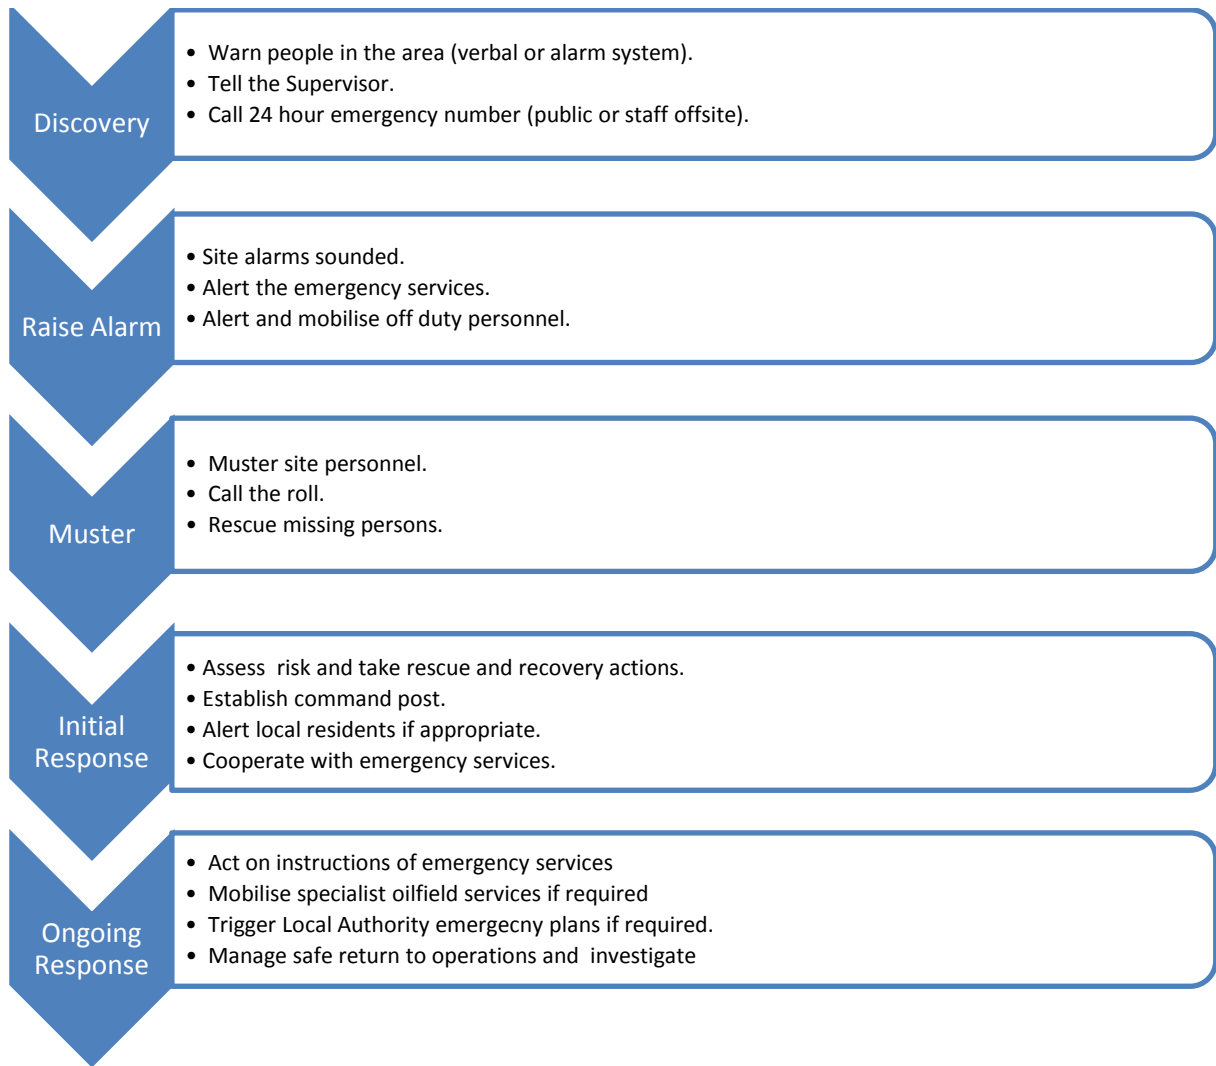 Discovery
• Warn people in the area (verbal or alarm system).
• Tell the Supervisor.
• Call 24 hour emergency number (public or staff offsite).
Raise Alarm
• Site alarms sounded.
• Alert the emergency services.
• Alert and mobilise off duty personnel.
Muster
• Muster site personnel.
• Call the roll.
• Rescue missing persons.
Initial
Response
• Assess  risk and take rescue and recovery actions.
• Establish command post.
• Alert local residents if appropriate.
• Cooperate with emergency services.
Ongoing
Response
• Act on instructions of emergency services
• Mobilise specialist oilfield services if required
• Trigger Local Authority emergecny plans if required.
• Manage safe return to operations and  investigate